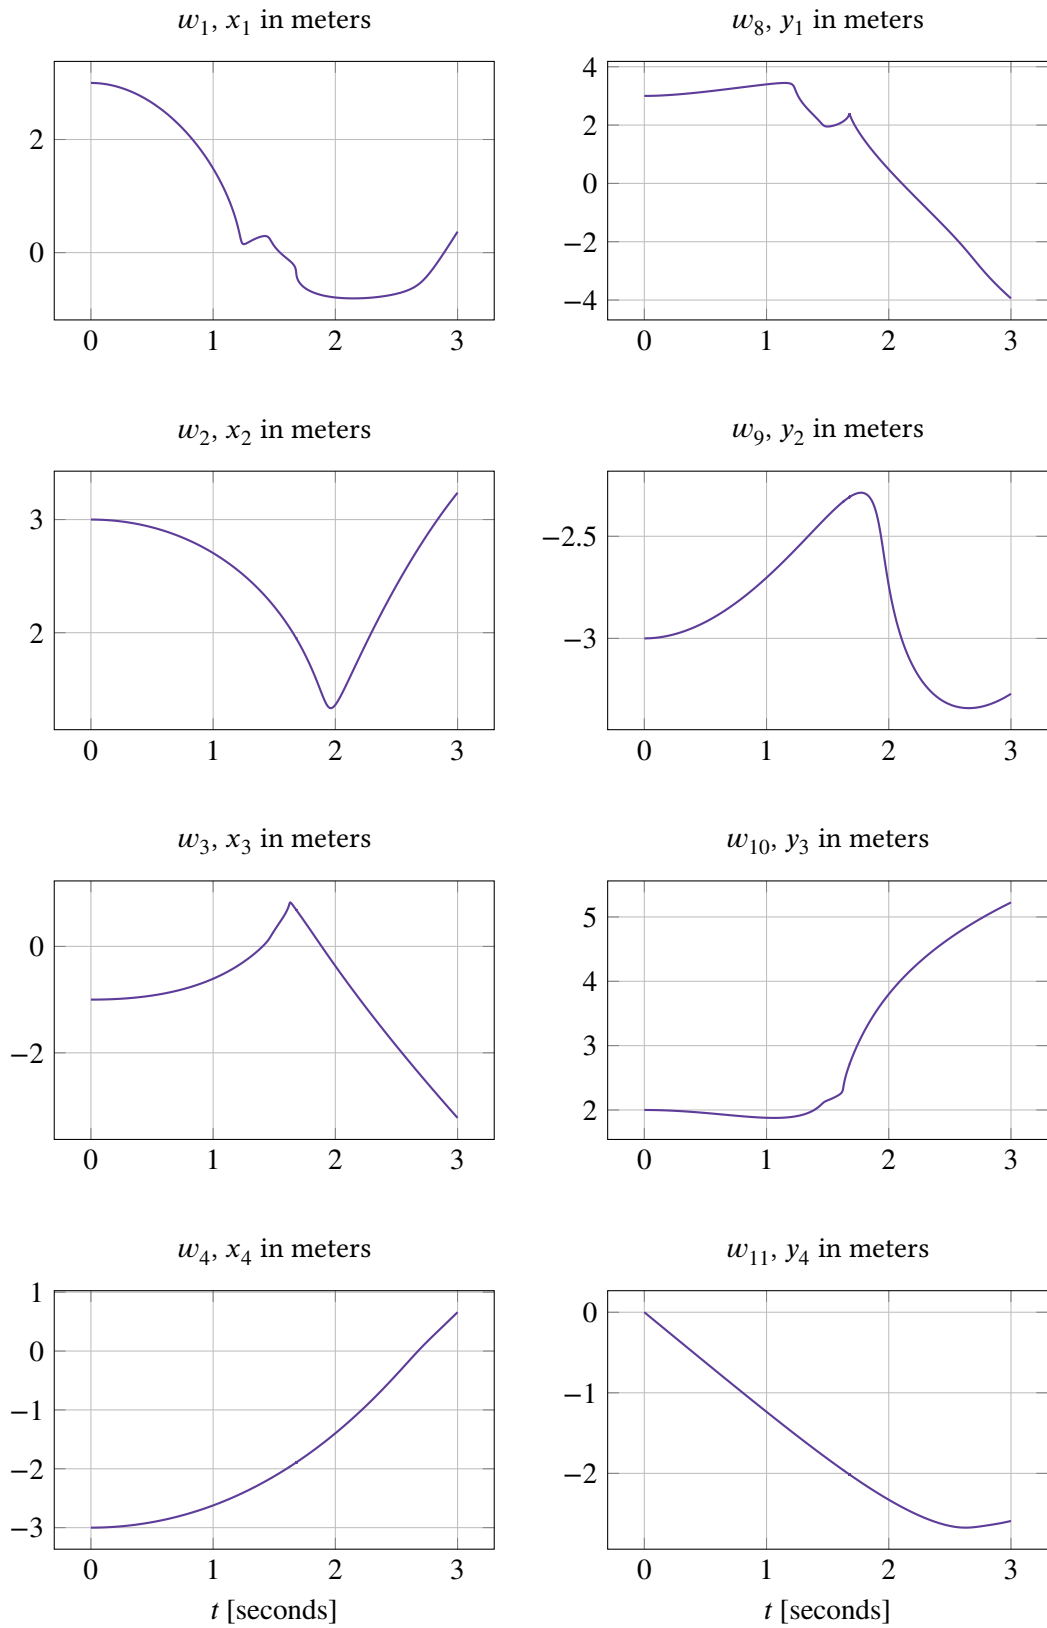 w₁, x₁ in meters
2
0
0 1 2 3
w₈, y₁ in meters
4
2
0
−2
−4
0 1 2 3
w₂, x₂ in meters
3
2
0 1 2 3
w₉, y₂ in meters
−2.5
−3
0 1 2 3
w₃, x₃ in meters
0
−2
0 1 2 3
w₁₀, y₃ in meters
5
4
3
2
0 1 2 3
w₄, x₄ in meters
1
0
−1
−2
−3
0 1 2 3
t [seconds]
w₁₁, y₄ in meters
0
−1
−2
0 1 2 3
t [seconds]